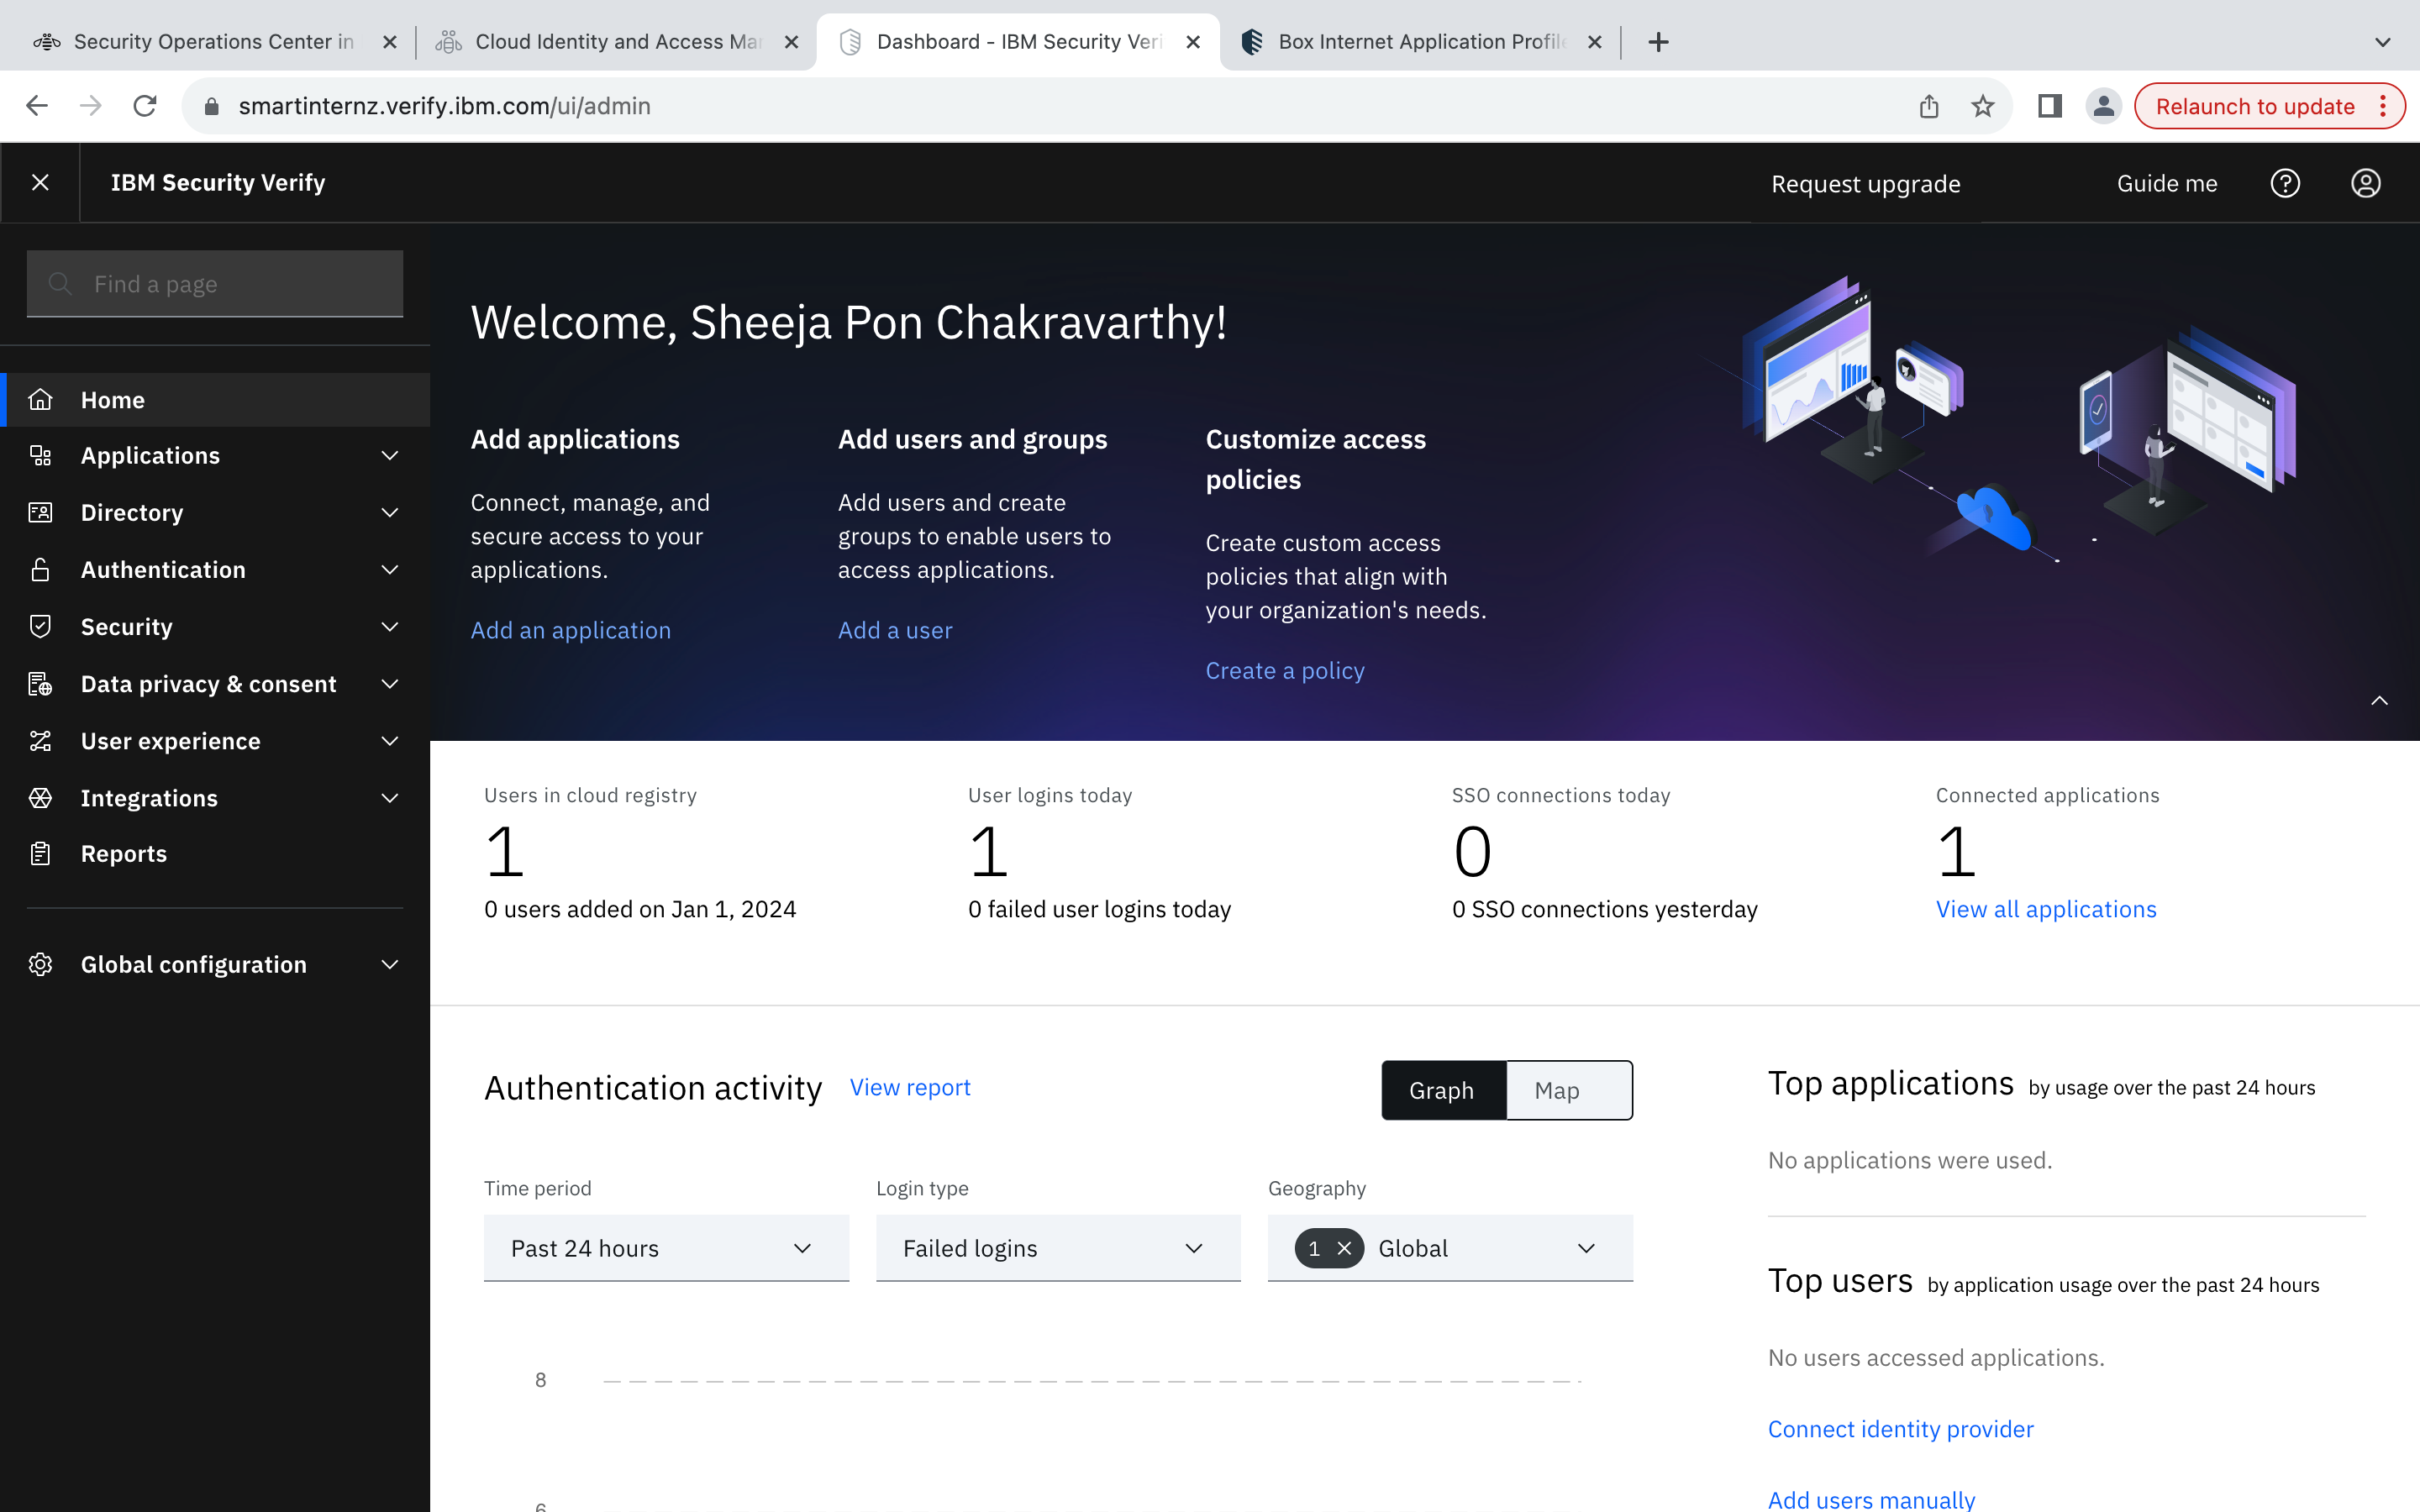 Security Operations Center in
Cloud Identity and Access Mar
Dashboard - IBM Security Veri
Box Internet Application Profile
smartinternz.verify.ibm.com/ui/admin
Relaunch to update
IBM Security Verify
Request upgrade
Guide me
Find a page
Home
Applications
Directory
Authentication
Security
Data privacy & consent
User experience
Integrations
Reports
Global configuration
Welcome, Sheeja Pon Chakravarthy!
Add applications
Connect, manage, and
secure access to your
applications.
Add an application
Add users and groups
Add users and create
groups to enable users to
access applications.
Add a user
Customize access
policies
Create custom access
policies that align with
your organization's needs.
Create a policy
Users in cloud registry
1
0 users added on Jan 1, 2024
User logins today
1
0 failed user logins today
SSO connections today
0
0 SSO connections yesterday
Connected applications
1
View all applications
Authentication activity View report
Graph Map
Time period
Past 24 hours
Login type
Failed logins
Geography
1 Global
8
6
Top applications by usage over the past 24 hours
No applications were used.
Top users by application usage over the past 24 hours
No users accessed applications.
Connect identity provider
Add users manually